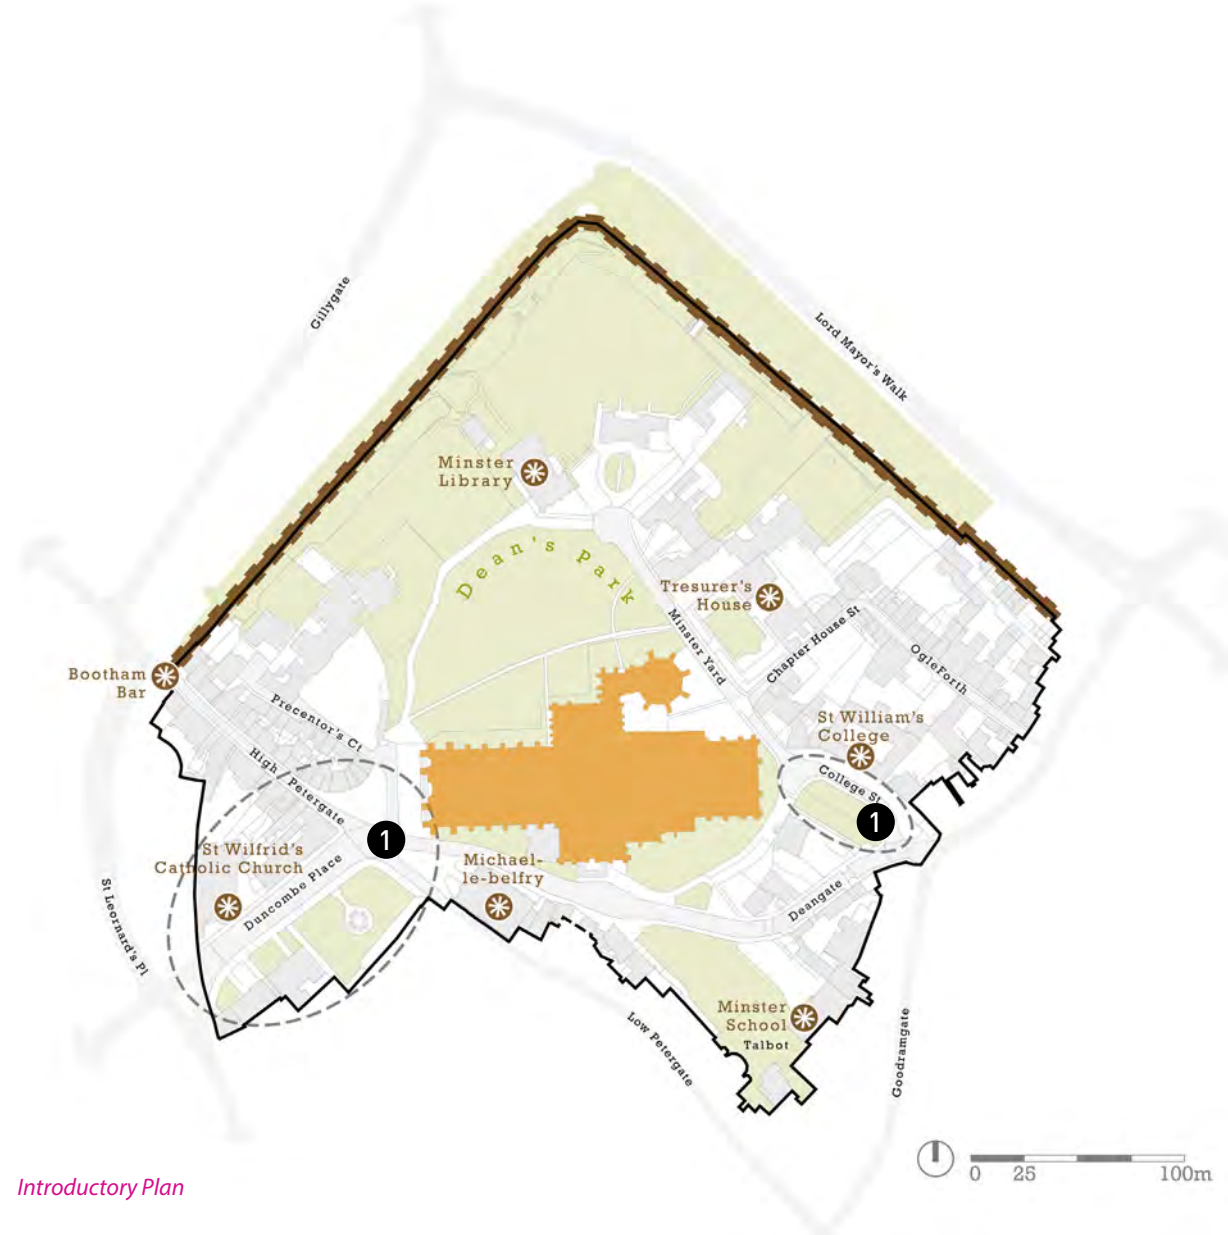 Gillygate
Lord Mayor's Walk
Minster
Library
Dean's Park
Tresurer's
House
Minster Yard
Chapter House St
OgleForth
Bootham
Bar
Precentor's Ct
High Petergate
St William's
College
College St
1
1
St Wilfrid's
Catholic Church
Duncombe Place
Michael-
le-belfry
Deangate
St Leornard's Pl
Minster
School
Talbot
Low Petergate
Goodramgate
0 25 100m
Introductory Plan